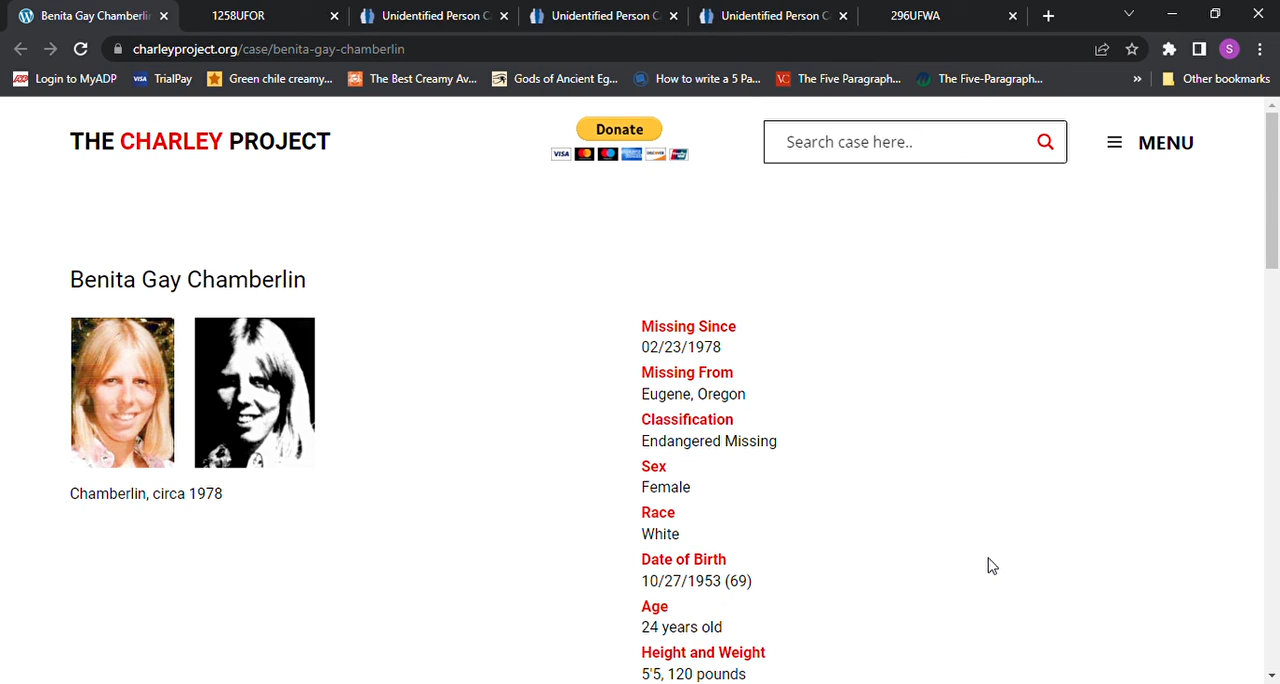 Benita Gay Chamberlin
1258UFOR
Unidentified Person C
Unidentified Person C
Unidentified Person C
296UFWA
charleyproject.org/case/benita-gay-chamberlin
S
Login to MyADP
TrialPay
Green chile creamy...
The Best Creamy Av...
Gods of Ancient Eg...
How to write a 5 Pa...
The Five Paragraph...
The Five-Paragraph...
»
Other bookmarks
THE CHARLEY PROJECT
Donate
VISA
Search case here..
MENU
Benita Gay Chamberlin
Chamberlin, circa 1978
Missing Since
02/23/1978
Missing From
Eugene, Oregon
Classification
Endangered Missing
Sex
Female
Race
White
Date of Birth
10/27/1953 (69)
Age
24 years old
Height and Weight
5'5, 120 pounds